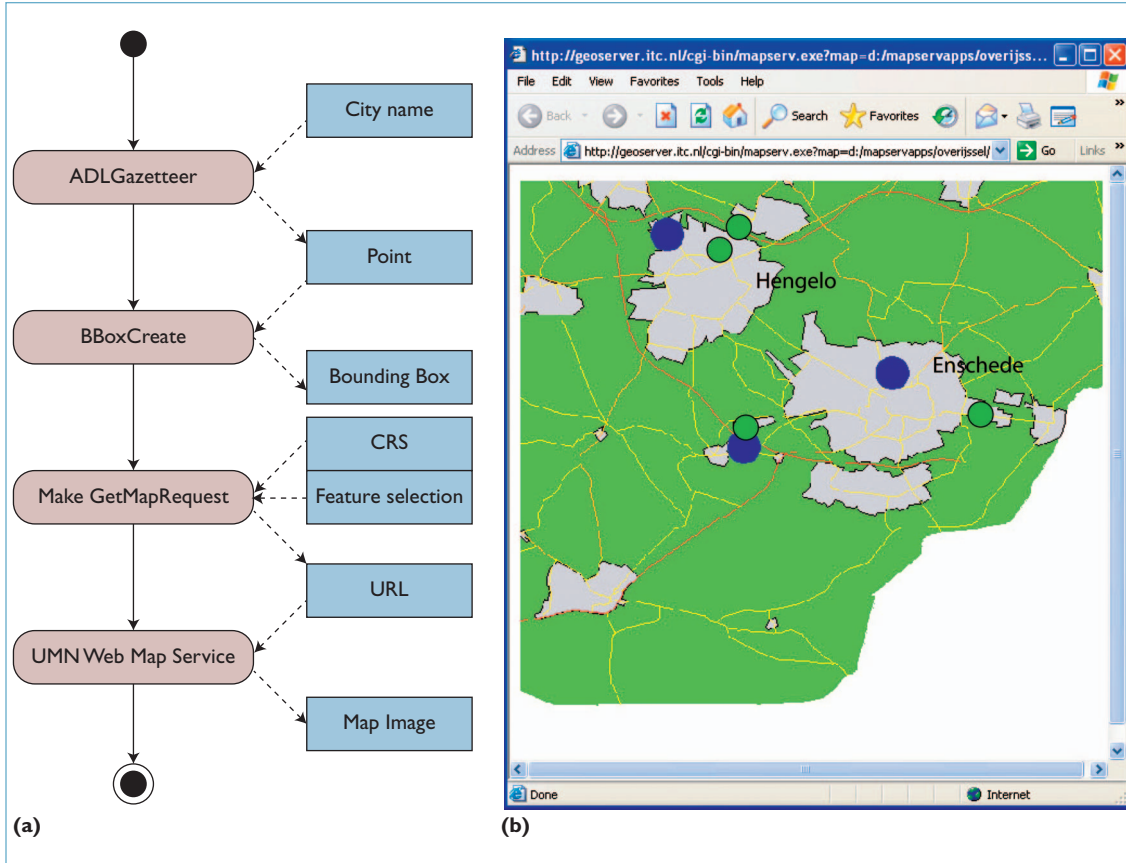 City name
ADLGazetteer
Point
BBoxCreate
Bounding Box
CRS
Make GetMapRequest
Feature selection
URL
UMN Web Map Service
Map Image
(a)
http://geoserver.itc.nl/cgi-bin/mapserv.exe?map=d:/mapservapps/overijss...
File Edit View Favorites Tools Help
Back Search Favorites
Address http://geoserver.itc.nl/cgi-bin/mapserv.exe?map=d:/mapservapps/overijssel/ Go Links
Hengelo
Enschede
Done Internet
(b)